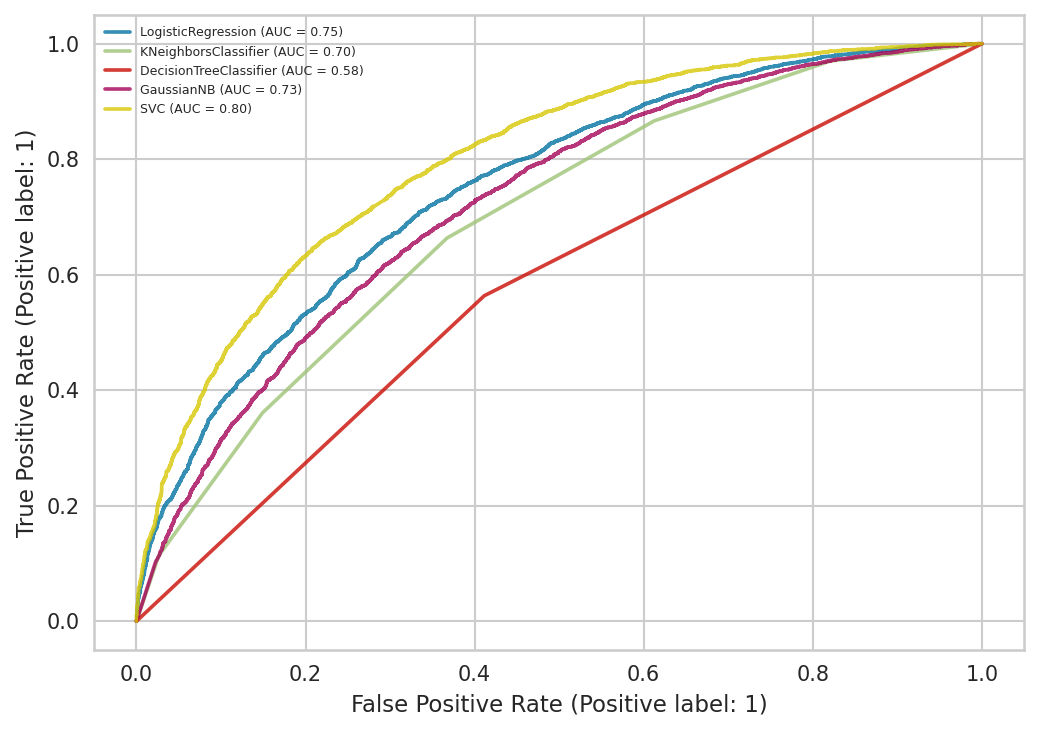 LogisticRegression (AUC = 0.75)
KNeighborsClassifier (AUC = 0.70)
DecisionTreeClassifier (AUC = 0.58)
GaussianNB (AUC = 0.73)
SVC (AUC = 0.80)
True Positive Rate (Positive label: 1)
1.0
0.8
0.6
0.4
0.2
0.0
0.0 0.2 0.4 0.6 0.8 1.0
False Positive Rate (Positive label: 1)